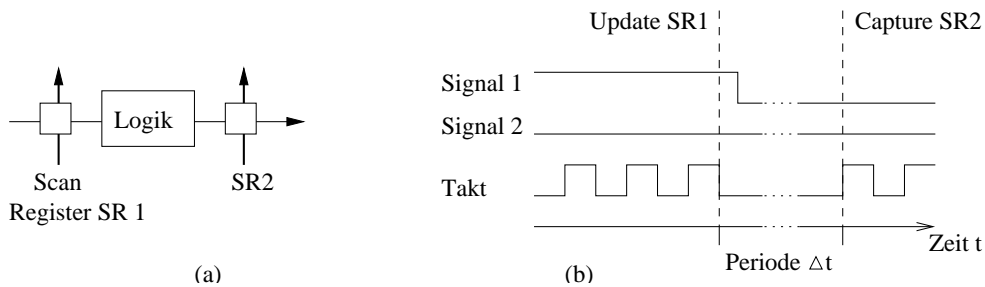 Logik
Scan
Register SR 1
SR2
(a)
Update SR1
Capture SR2
Signal 1
Signal 2
Takt
Zeit t
Periode △t
(b)